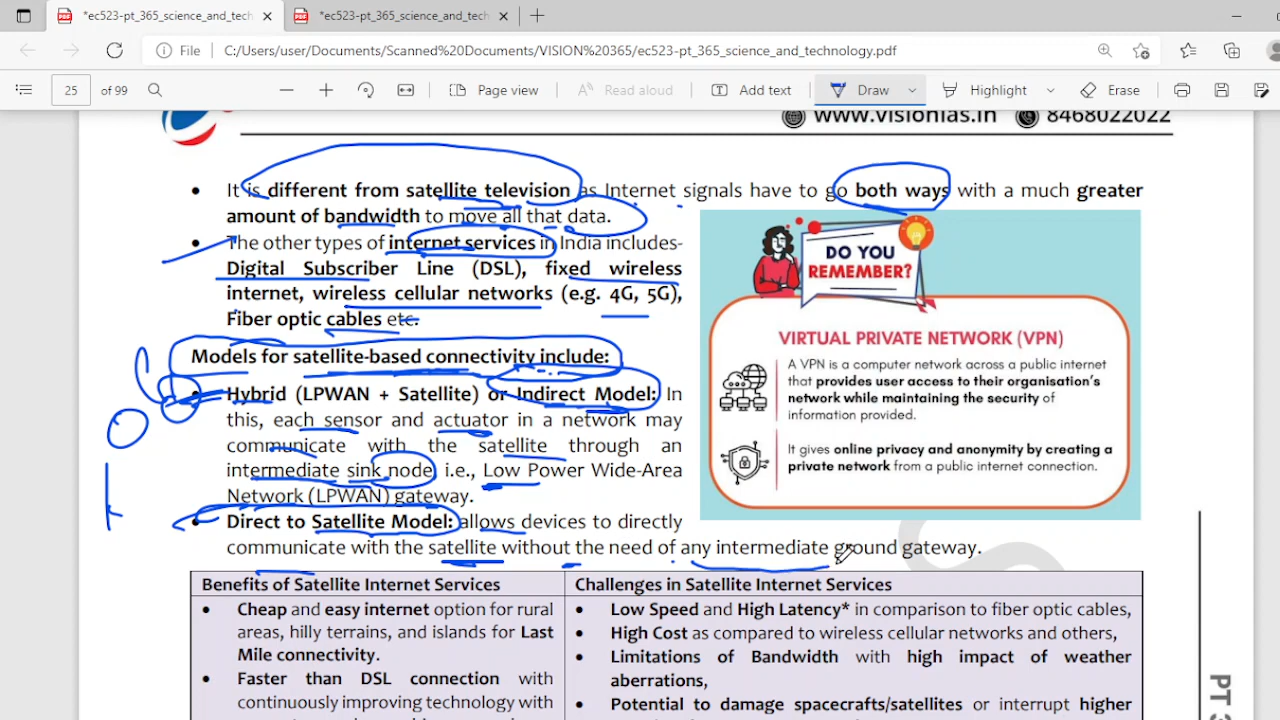 *ec523-pt_365_science_and_tech
*ec523-pt_365_science_and_tech
File
C:/Users/user/Documents/Scanned%20Documents/VISION%20365/ec523-pt_365_science_and_technology.pdf
25 of 99
Page view
Read aloud
Add text
Draw
Highlight
Erase
www.visionias.in
8468022022
• It is different from satellite television as Internet signals have to go both ways with a much greater
amount of bandwidth to move all that data.
• The other types of internet services in India includes-
Digital Subscriber Line (DSL), fixed wireless
internet, wireless cellular networks (e.g. 4G, 5G),
Fiber optic cables etc.
Models for satellite-based connectivity include:
• Hybrid (LPWAN + Satellite) or Indirect Model: In
this, each sensor and actuator in a network may
communicate with the satellite through an
intermediate sink node, i.e., Low Power Wide-Area
Network (LPWAN) gateway.
• Direct to Satellite Model: allows devices to directly
communicate with the satellite without the need of any intermediate ground gateway.
DO YOU
REMEMBER?
VIRTUAL PRIVATE NETWORK (VPN)
A VPN is a computer network across a public internet
that provides user access to their organisation's
network while maintaining the security of
information provided.
It gives online privacy and anonymity by creating a
private network from a public internet connection.
Benefits of Satellite Internet Services
• Cheap and easy internet option for rural
areas, hilly terrains, and islands for Last
Mile connectivity.
• Faster than DSL connection with
continuously improving technology with
Challenges in Satellite Internet Services
• Low Speed and High Latency* in comparison to fiber optic cables,
• High Cost as compared to wireless cellular networks and others,
• Limitations of Bandwidth with high impact of weather
aberrations,
• Potential to damage spacecrafts/satellites or interrupt higher
PT 3